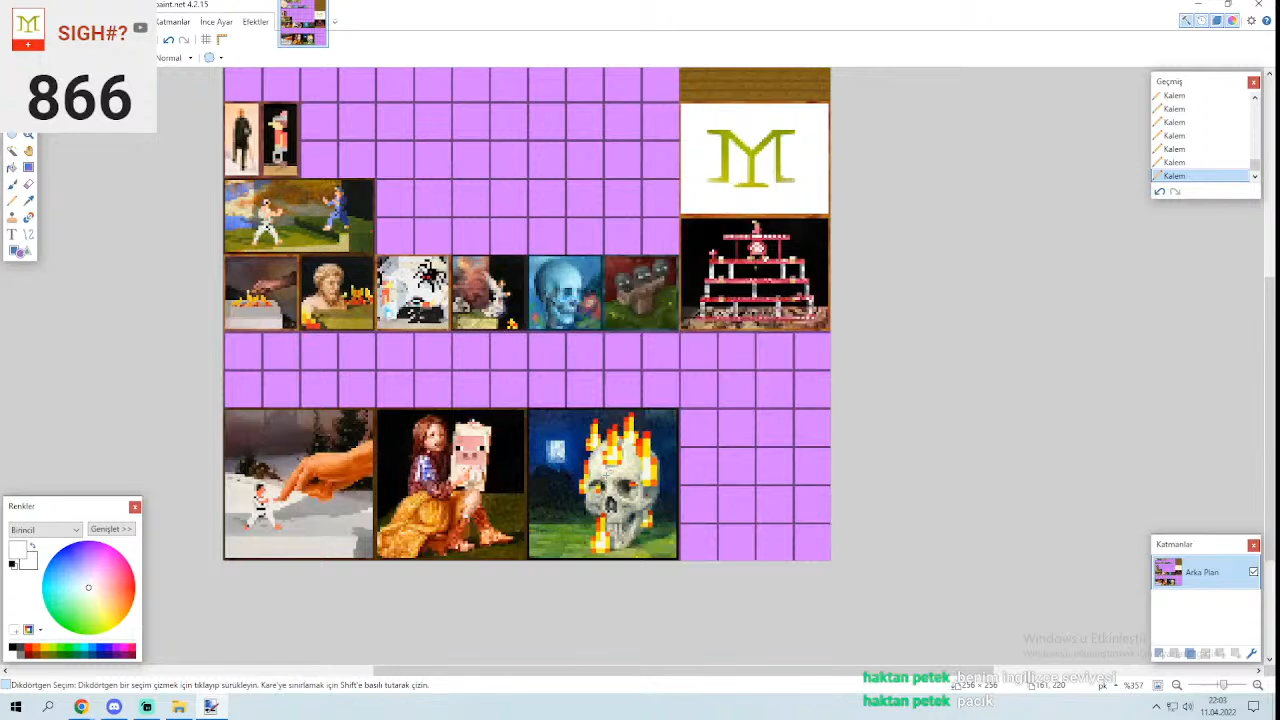 paint.net 4.2.15
SIGH#?
866
Katmanlar İnce Ayar Efektler
Normal
Geçmiş
Kalem
Kalem
Kalem
Kalem
Kalem
Kalem
Kalem
Renkler
Birincil
Genişlet >>
Katmanlar
Arka Plan
Windows'u Etkinleştir
haktan petek benim ingilizce seviyesi
haktan petek pacik
Dikdörtgen Seçim: Dikdörtgen bir seçim çizmek için tıklayıp sürükleyin. Kare'ye sınırlamak için Shift'e basılı tutarak çizin.
256 × 256
161, 220
px
%357
22:03
11.04.2022